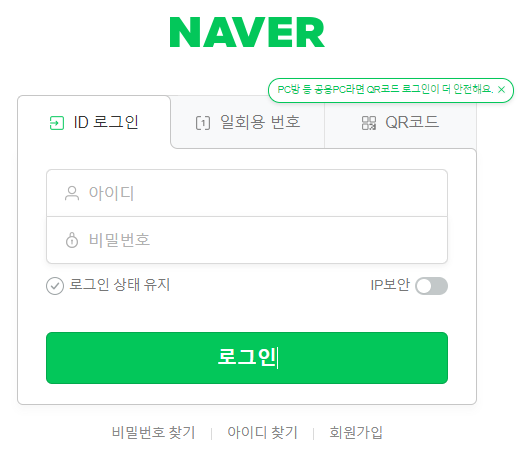 NAVER
PC방 등 공용PC라면 QR코드 로그인이 더 안전해요. ×
ID 로그인 1 일회용 번호 QR코드
아이디
비밀번호
로그인 상태 유지 IP보안
로그인
비밀번호 찾기 | 아이디 찾기 | 회원가입